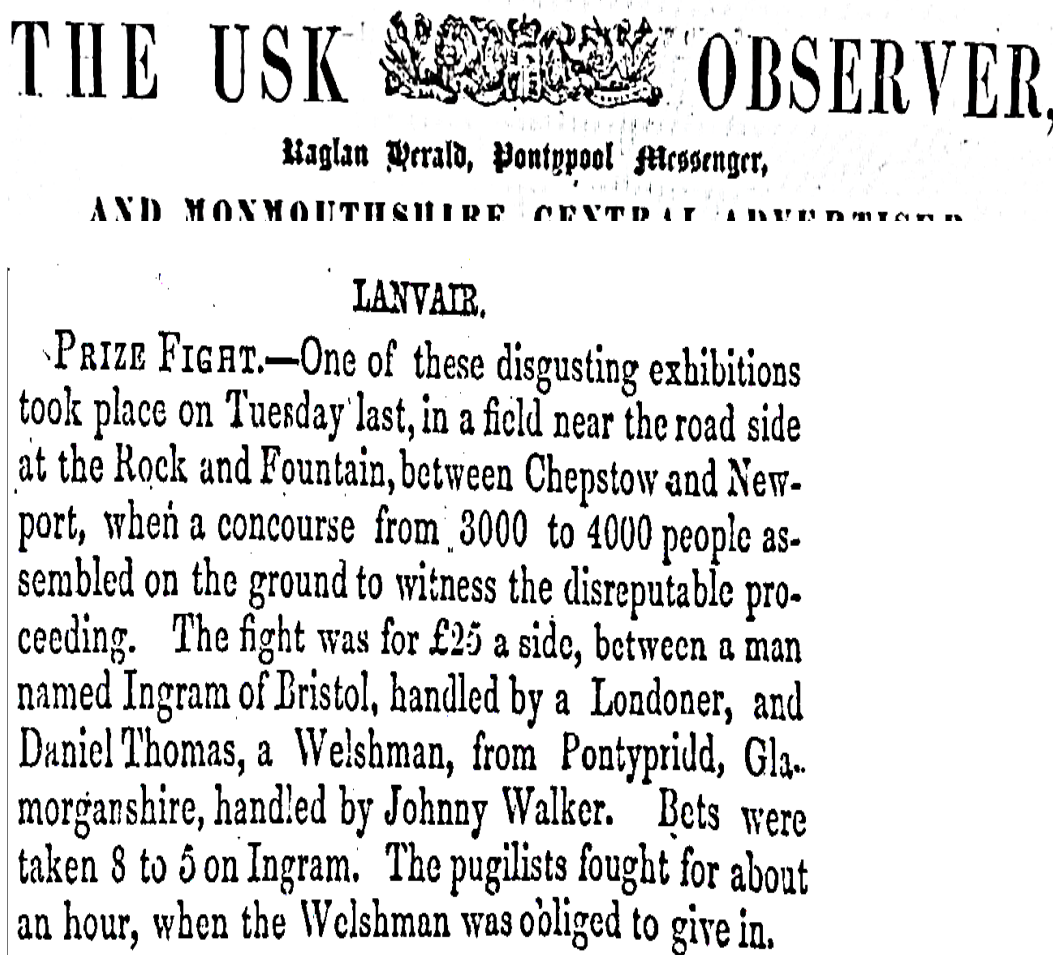 THE USK OBSERVER,
Raglan Herald, Pontypool Messenger,
AND MONMOUTHSHIRE CENTRAL ADVERTISER
LANVAIR.
PRIZE FIGHT.—One of these disgusting exhibitions
took place on Tuesday last, in a field near the road side
at the Rock and Fountain, between Chepstow and New-
port, when a concourse from 3000 to 4000 people as-
sembled on the ground to witness the disreputable pro-
ceeding. The fight was for £25 a side, between a man
named Ingram of Bristol, handled by a Londoner, and
Daniel Thomas, a Welshman, from Pontypridd, Gla-
morganshire, handled by Johnny Walker. Bets were
taken 8 to 5 on Ingram. The pugilists fought for about
an hour, when the Welshman was obliged to give in.